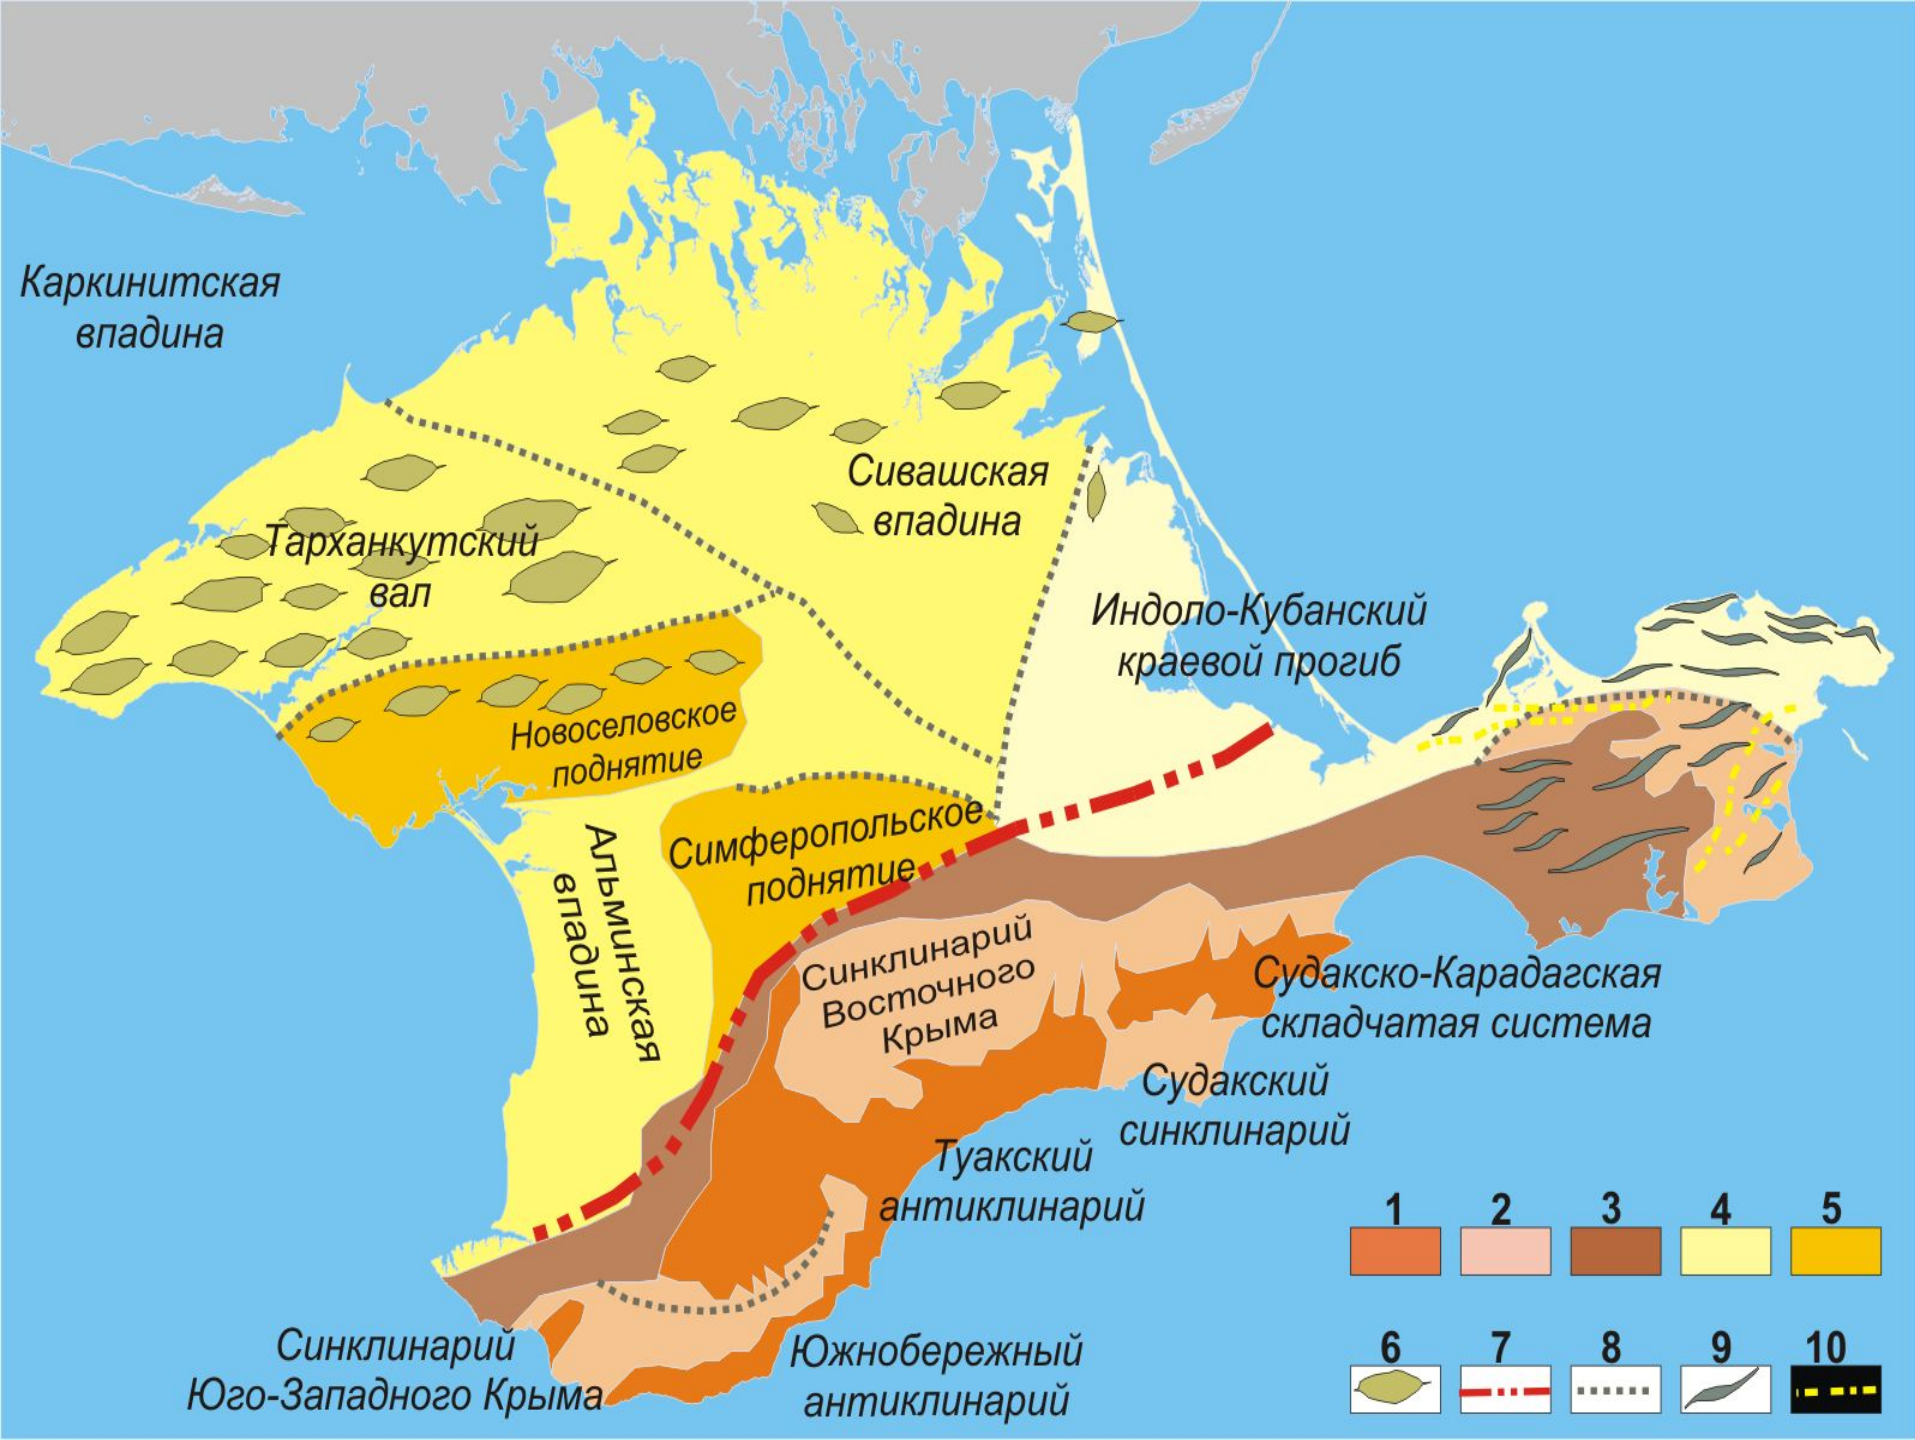 Каркинитская
впадина
Сивашская
впадина
Тарханкутский
вал
Индоло-Кубанский
краевой прогиб
Новоселовское
поднятие
Симферопольское
поднятие
Альминская
впадина
Синклинарий
Восточного
Крыма
Судакско-Карадагская
складчатая система
Судакский
синклинарий
Туакский
антиклинарий
Южнобережный
антиклинарий
Синклинарий
Юго-Западного Крыма
1 2 3 4 5
6 7 8 9 10